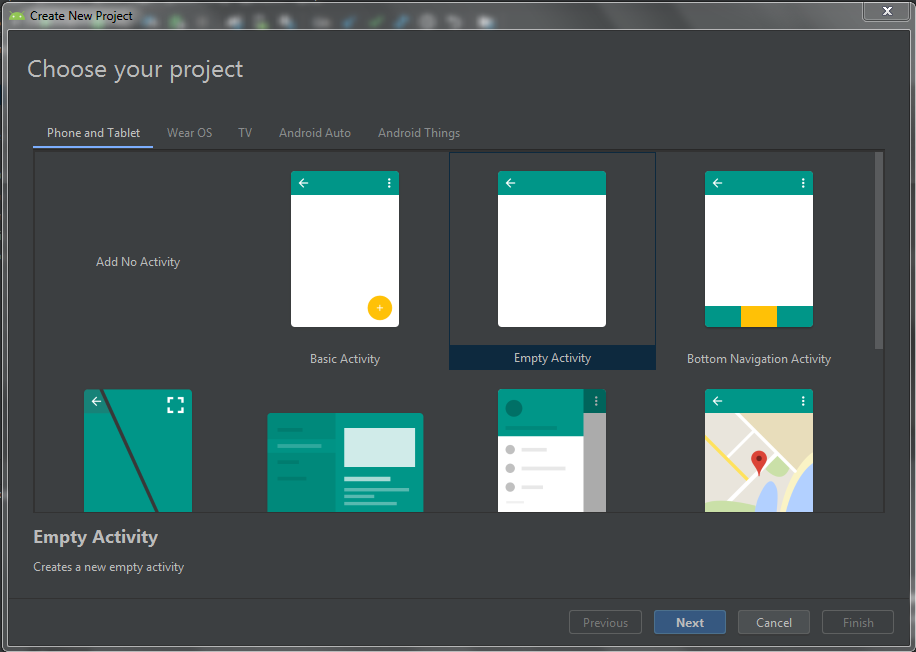 Create New Project
Choose your project
Phone and Tablet Wear OS TV Android Auto Android Things
Add No Activity
Basic Activity
Empty Activity
Bottom Navigation Activity
Empty Activity
Creates a new empty activity
Previous Next Cancel Finish